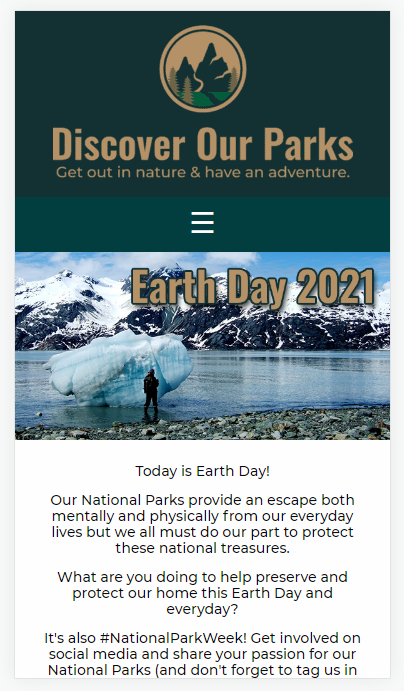 Discover Our Parks
Get out in nature & have an adventure.
Earth Day 2021
Today is Earth Day!
Our National Parks provide an escape both
mentally and physically from our everyday
lives but we all must do our part to protect
these national treasures.
What are you doing to help preserve and
protect our home this Earth Day and
everyday?
It's also #NationalParkWeek! Get involved on
social media and share your passion for our
National Parks (and don't forget to tag us in